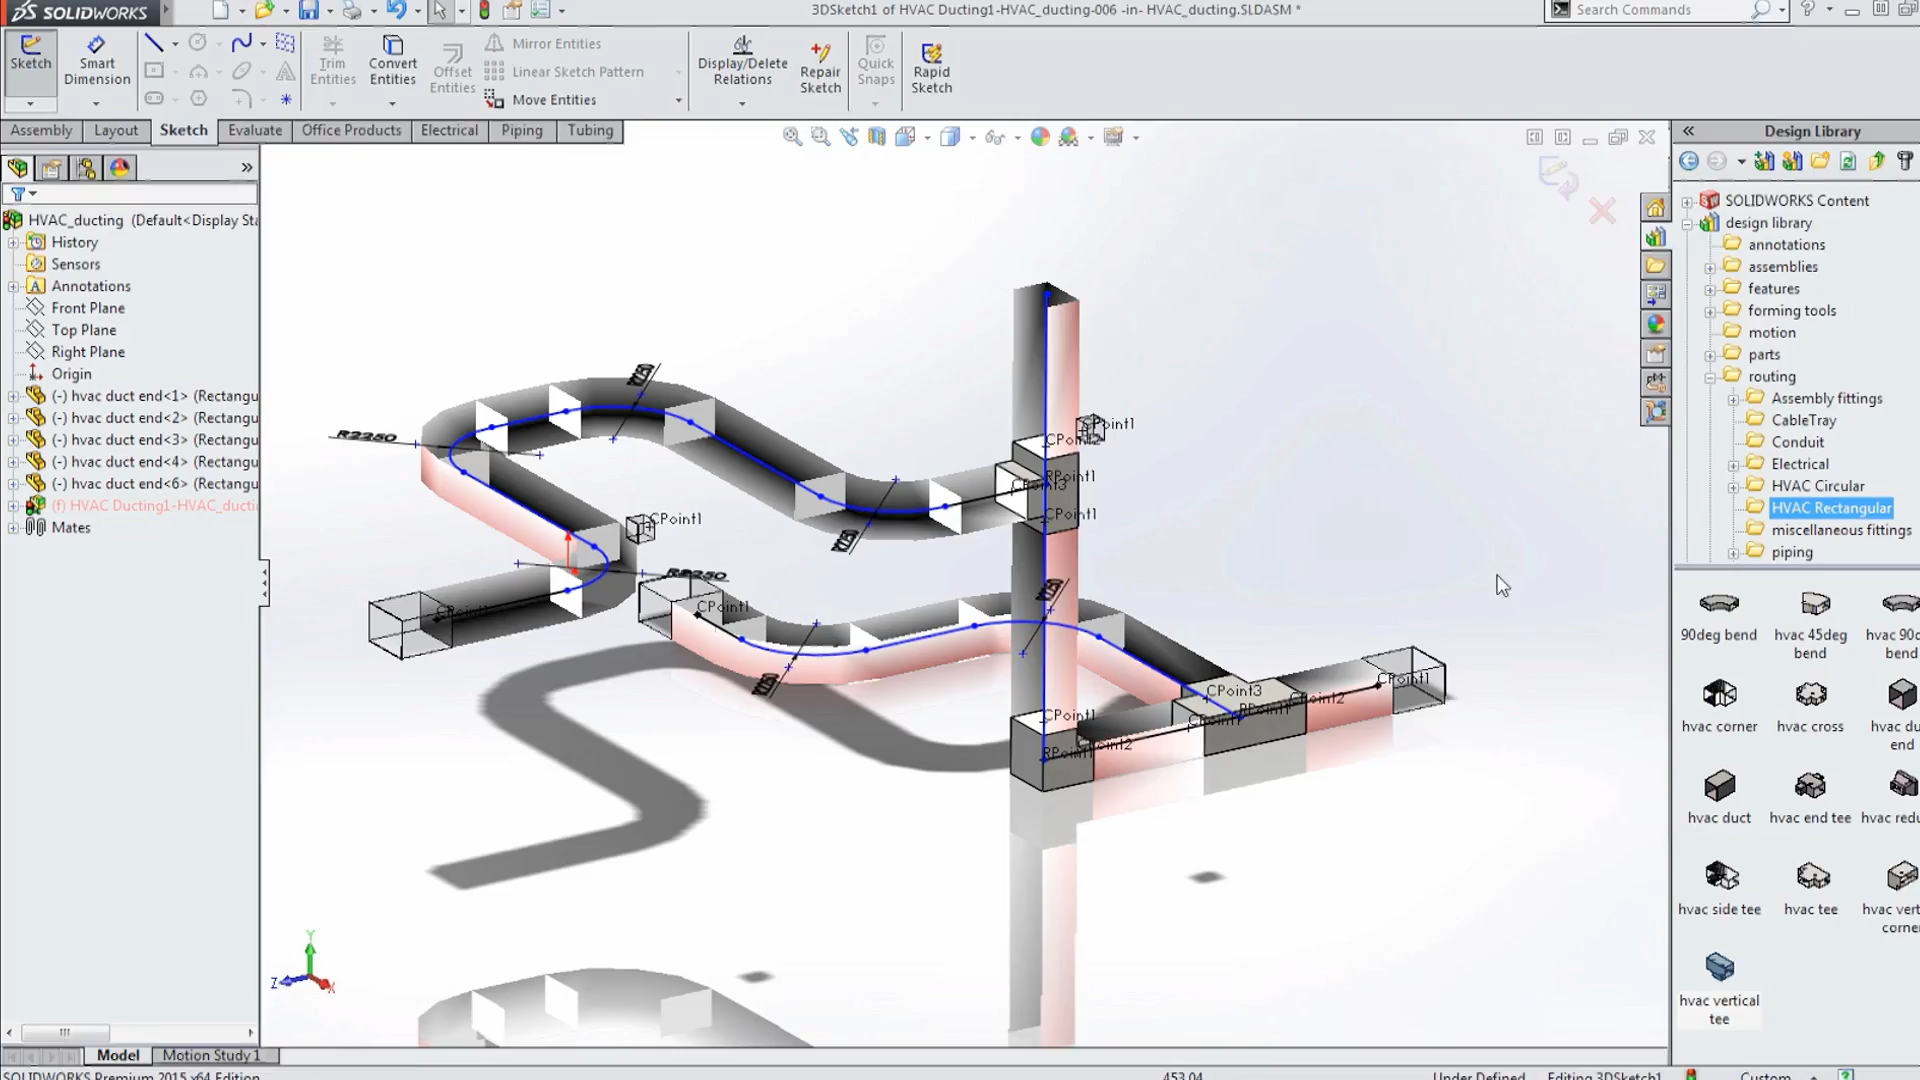 SOLIDWORKS
3DSketch1 of HVAC Ducting1-HVAC_ducting-006 -in- HVAC_ducting.SLDASM *
Search Commands
Sketch
Smart Dimension
Trim Entities
Convert Entities
Offset Entities
Mirror Entities
Linear Sketch Pattern
Move Entities
Display/Delete Relations
Repair Sketch
Quick Snaps
Rapid Sketch
Assembly Layout Sketch Evaluate Office Products Electrical Piping Tubing
HVAC_ducting (Default<Display Sta
History
Sensors
Annotations
Front Plane
Top Plane
Right Plane
Origin
(-) hvac duct end<1> (Rectangu
(-) hvac duct end<2> (Rectangu
(-) hvac duct end<3> (Rectangu
(-) hvac duct end<4> (Rectangu
(-) hvac duct end<6> (Rectangu
(f) HVAC Ducting1-HVAC_ducti
Mates
R2250
CPoint1
CPoint2
RPoint1
CPoint3
CPoint1
CPoint1
CPoint1
CPoint1
CPoint3
CPoint2
RPoint1
CPoint1
CPoint1
RPoint1
Y
Z
X
Design Library
SOLIDWORKS Content
design library
annotations
assemblies
features
forming tools
motion
parts
routing
Assembly fittings
CableTray
Conduit
Electrical
HVAC Circular
HVAC Rectangular
miscellaneous fittings
piping
90deg bend
hvac 45deg bend
hvac 90d bend
hvac corner
hvac cross
hvac du end
hvac duct
hvac end tee
hvac redu
hvac side tee
hvac tee
hvac vert corne
hvac vertical tee
Model Motion Study 1
SOLIDWORKS Premium 2015 x64 Edition
453.04
Under Defined
Editing 3DSketch1
Custom